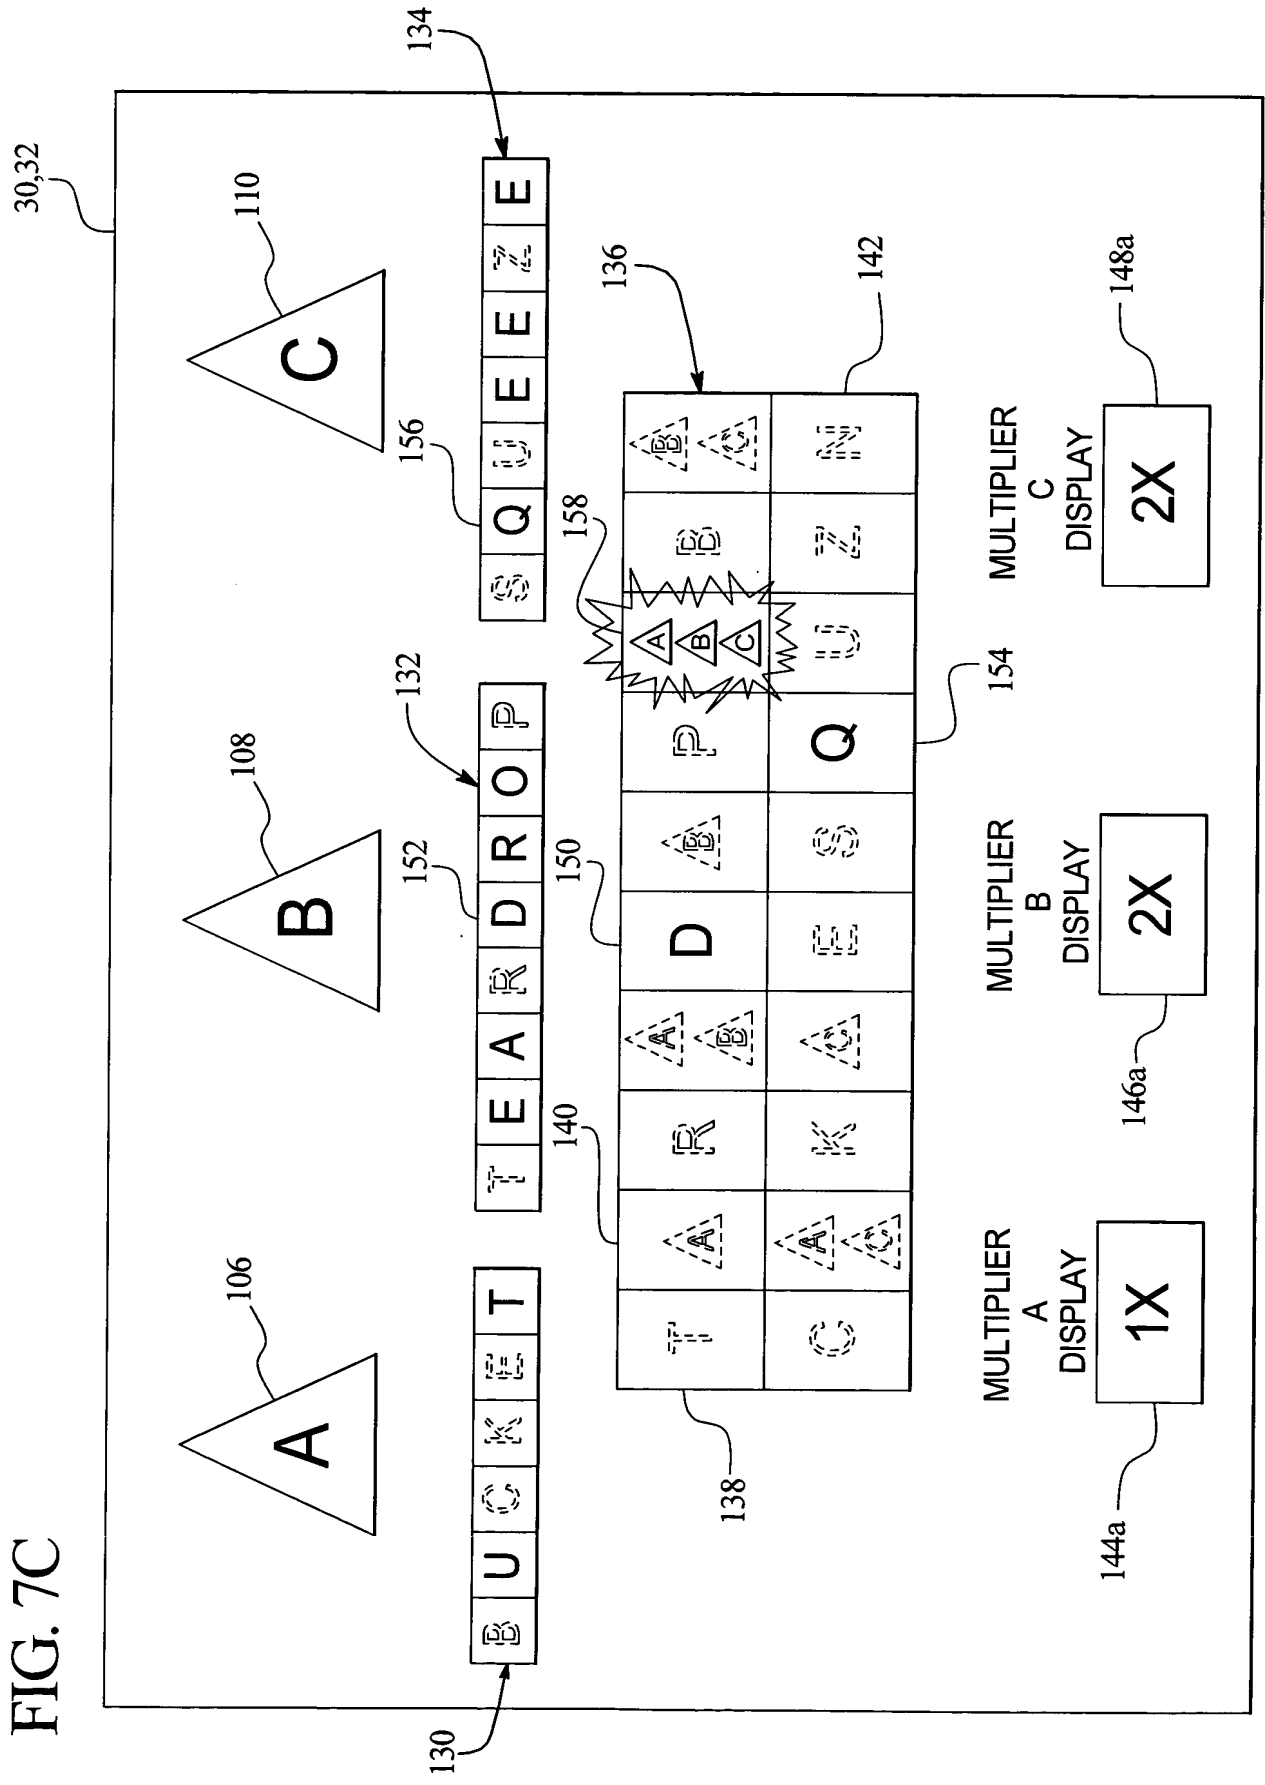 FIG. 7C
30,32
106
108
110
A
B
C
134
132
152
156
130
B U C K E T
T E A R D R O P
S Q U E E Z E
140
150
158
136
138
T A R A B D B P A B C B B C
C A C K C E S Q U Z N
142
154
MULTIPLIER
A
DISPLAY
1X
144a
MULTIPLIER
B
DISPLAY
2X
146a
MULTIPLIER
C
DISPLAY
2X
148a